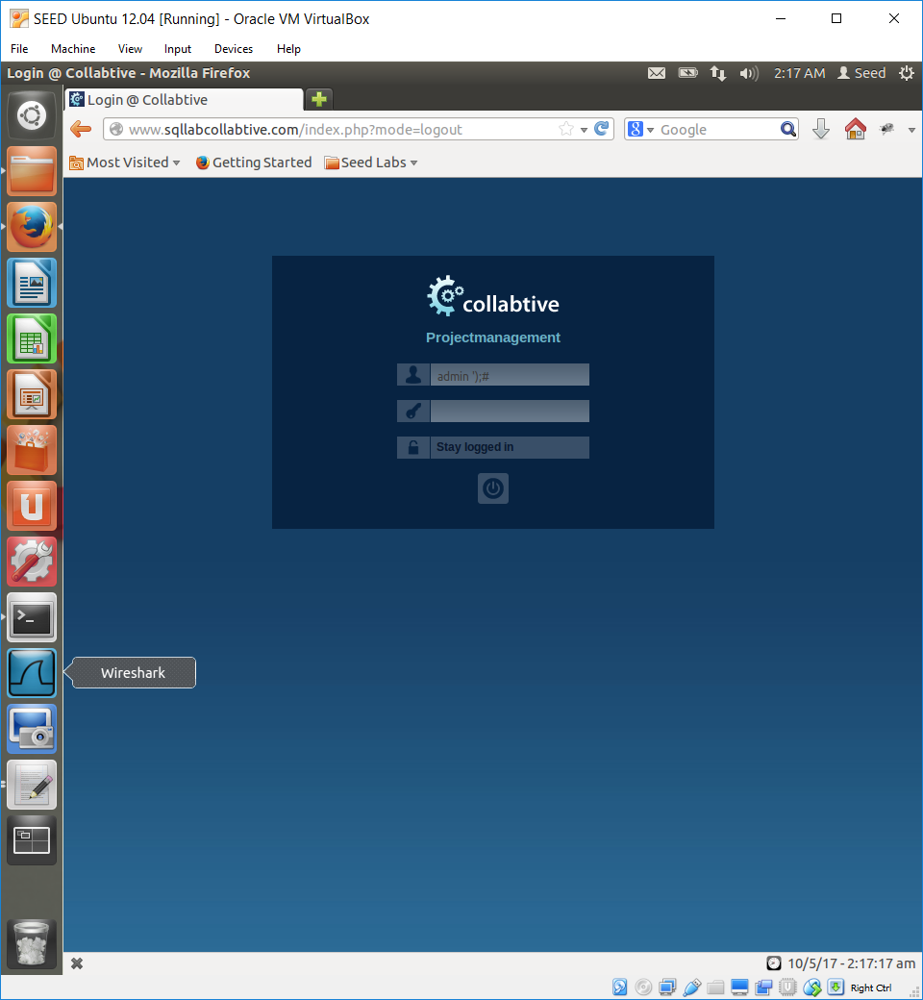 SEED Ubuntu 12.04 [Running] - Oracle VM VirtualBox
File Machine View Input Devices Help
Login @ Collabtive - Mozilla Firefox 2:17 AM Seed
Login @ Collabtive
www.sqllabcollabtive.com/index.php?mode=logout Google
Most Visited Getting Started Seed Labs
collabtive
Projectmanagement
admin ');#
Stay logged in
Wireshark
10/5/17 - 2:17:17 am
Right Ctrl